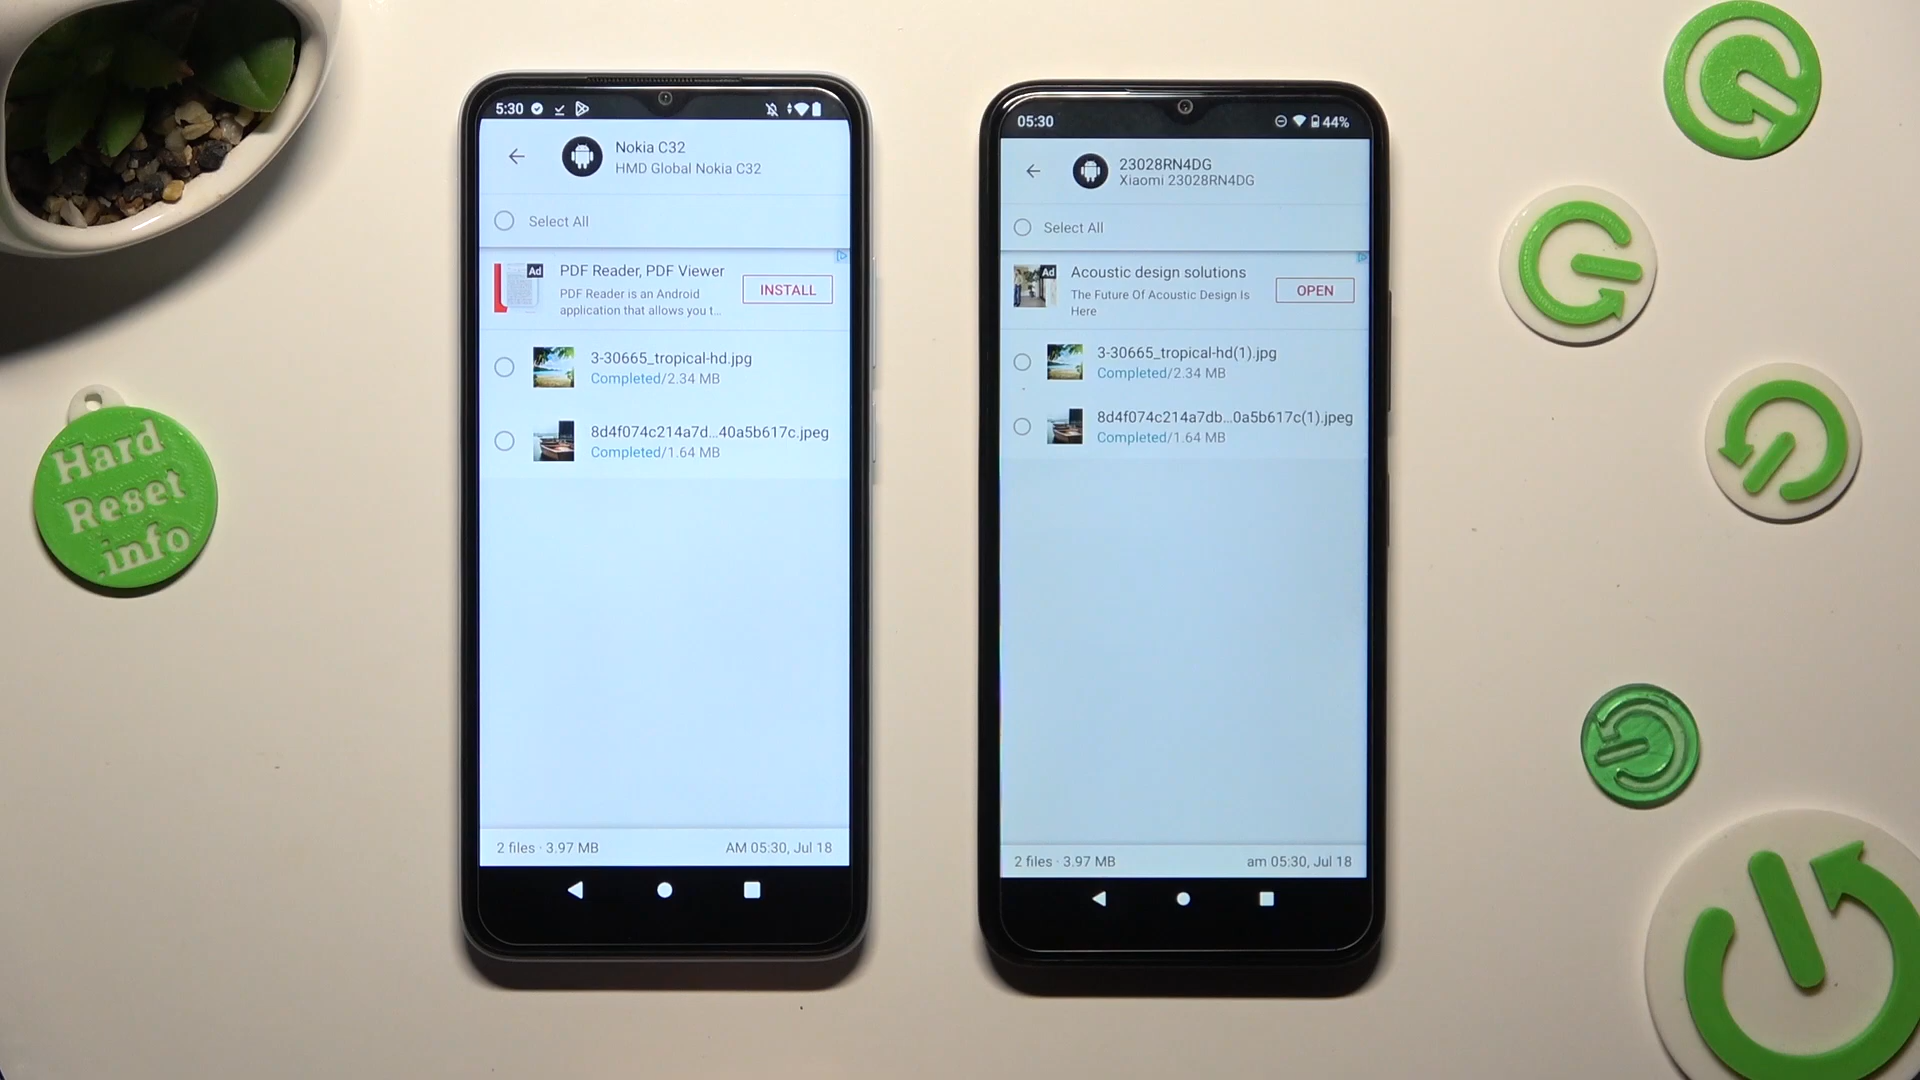 Hard
Reset
.info
5:30
Nokia C32
HMD Global Nokia C32
Select All
Ad
PDF Reader, PDF Viewer
PDF Reader is an Android
application that allows you t...
INSTALL
3-30665_tropical-hd.jpg
Completed/2.34 MB
8d4f074c214a7d...40a5b617c.jpeg
Completed/1.64 MB
2 files · 3.97 MB
AM 05:30, Jul 18
05:30
44%
23028RN4DG
Xiaomi 23028RN4DG
Select All
Ad
Acoustic design solutions
The Future Of Acoustic Design Is
Here
OPEN
3-30665_tropical-hd(1).jpg
Completed/2.34 MB
8d4f074c214a7db...0a5b617c(1).jpeg
Completed/1.64 MB
2 files · 3.97 MB
am 05:30, Jul 18